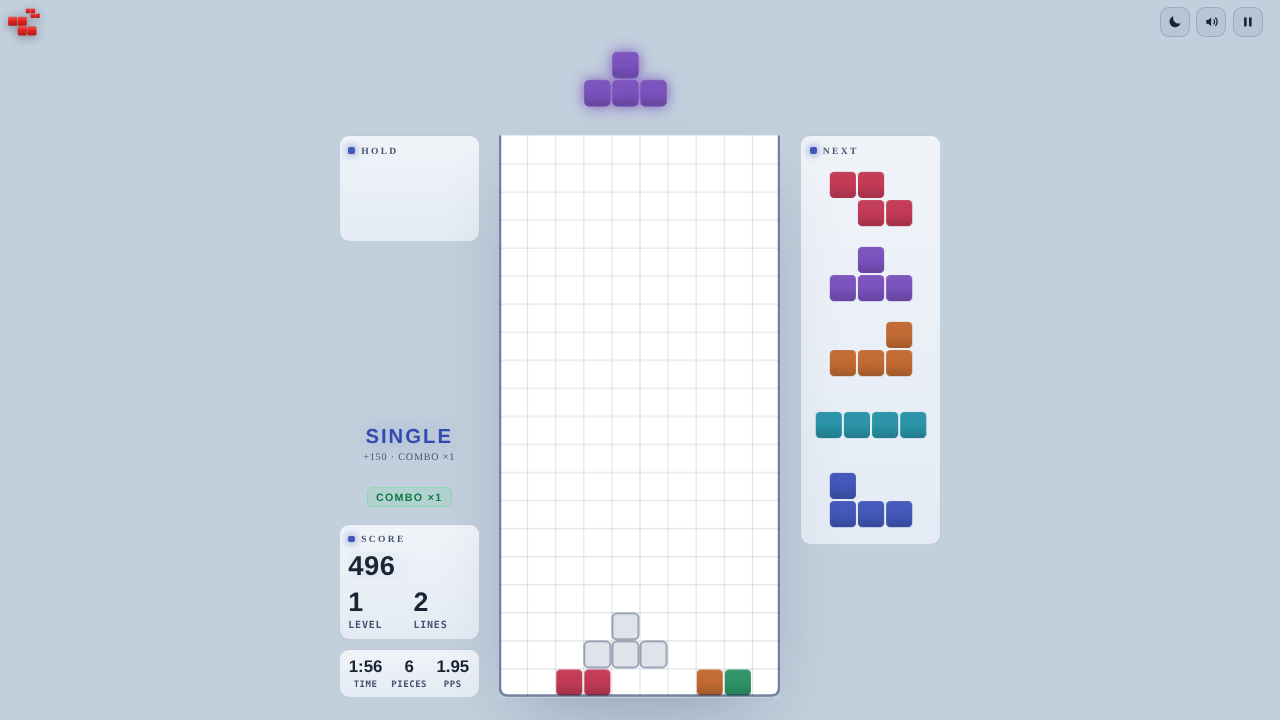 HOLD
NEXT
SINGLE
+150 · COMBO ×1
COMBO ×1
SCORE
496
1 2
LEVEL LINES
1:56 6 1.95
TIME PIECES PPS